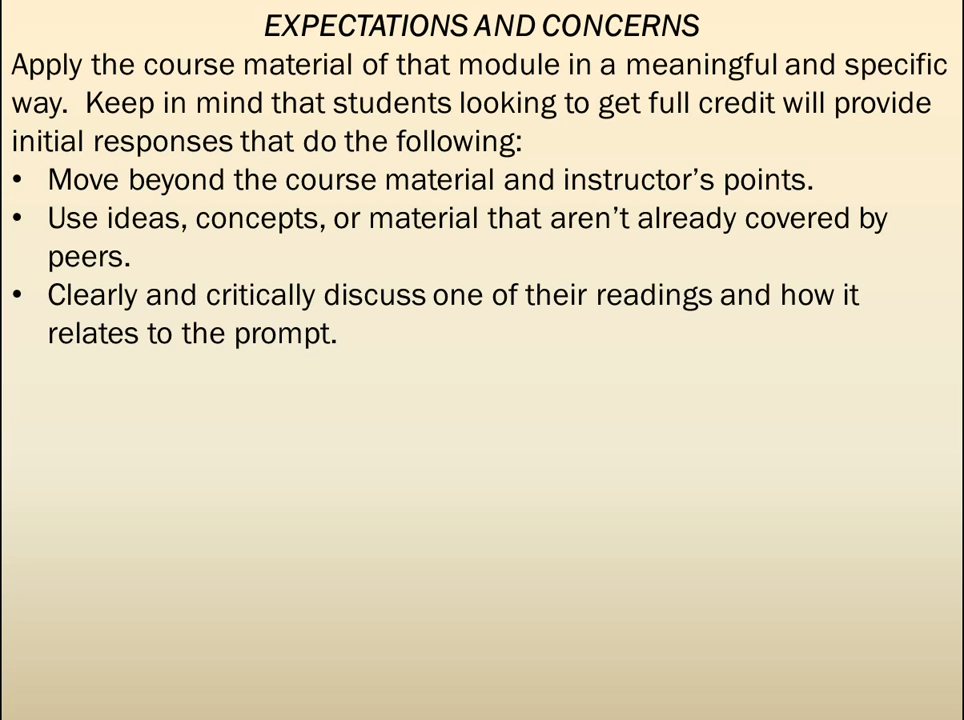 EXPECTATIONS AND CONCERNS
Apply the course material of that module in a meaningful and specific
way.  Keep in mind that students looking to get full credit will provide
initial responses that do the following:
• Move beyond the course material and instructor’s points.
• Use ideas, concepts, or material that aren’t already covered by
peers.
• Clearly and critically discuss one of their readings and how it
relates to the prompt.